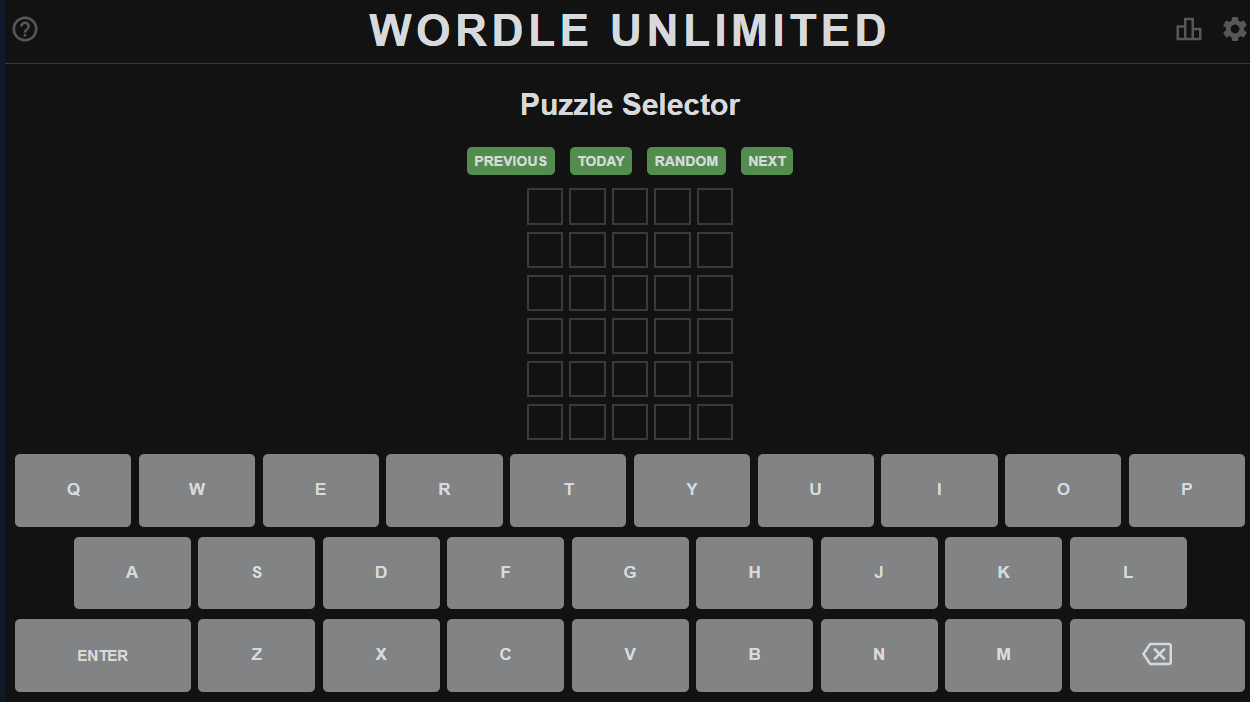 WORDLE UNLIMITED
Puzzle Selector
PREVIOUS TODAY RANDOM NEXT
Q W E R T Y U I O P
A S D F G H J K L
ENTER Z X C V B N M